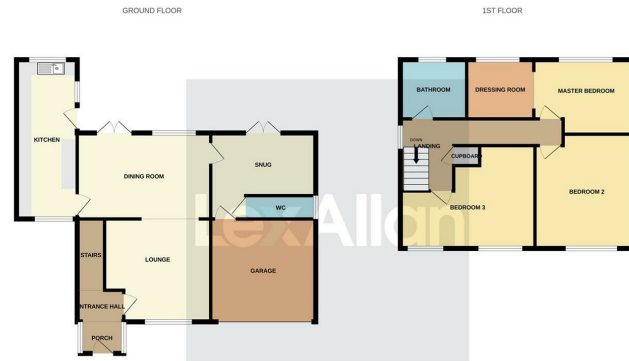 GROUND FLOOR
1ST FLOOR
KITCHEN
DINING ROOM
SNUG
WC
LOUNGE
GARAGE
STAIRS
ENTRANCE HALL
PORCH
BATHROOM
DRESSING ROOM
MASTER BEDROOM
DOWN
LANDING
CUPBOARD
BEDROOM 2
BEDROOM 3
LexAllan